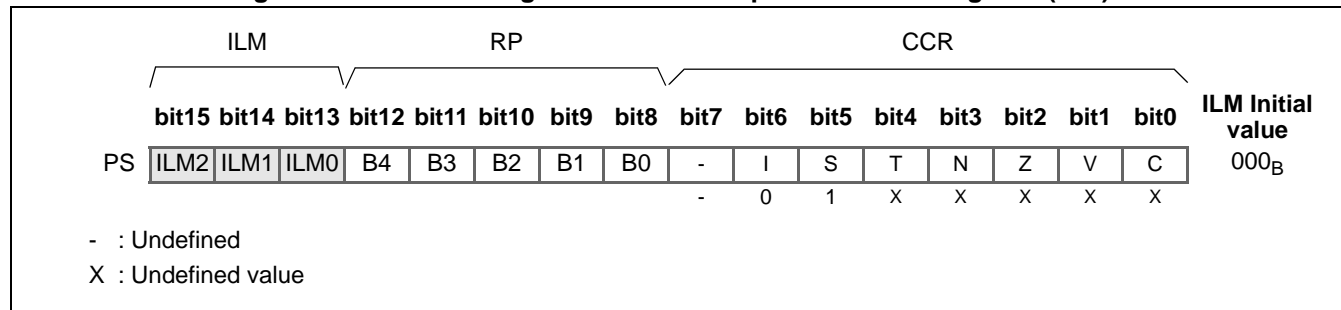 ILM RP CCR
bit15 bit14 bit13 bit12 bit11 bit10 bit9 bit8 bit7 bit6 bit5 bit4 bit3 bit2 bit1 bit0 ILM Initial value
PS ILM2 ILM1 ILM0 B4 B3 B2 B1 B0 - I S T N Z V C 000B
- 0 1 X X X X X
- : Undefined
X : Undefined value